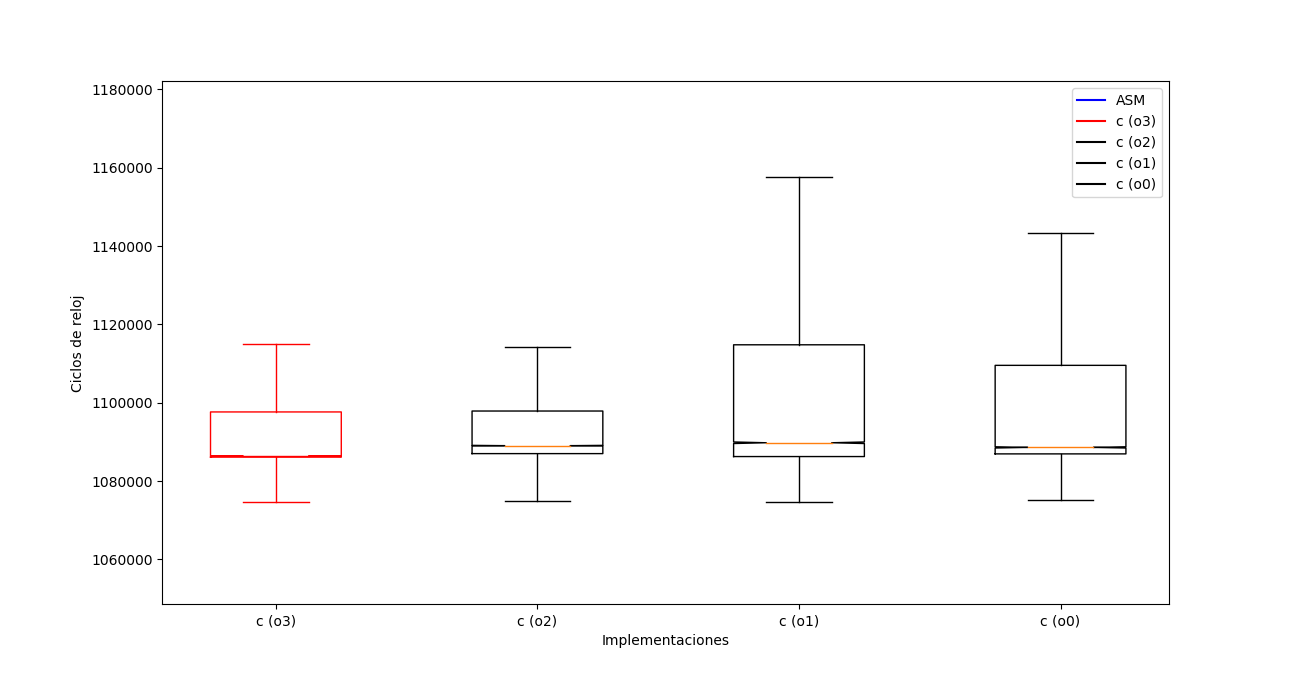 1180000
1160000
1140000
1120000
1100000
1080000
1060000
Ciclos de reloj
ASM
c (o3)
c (o2)
c (o1)
c (o0)
c (o3)
c (o2)
c (o1)
c (o0)
Implementaciones